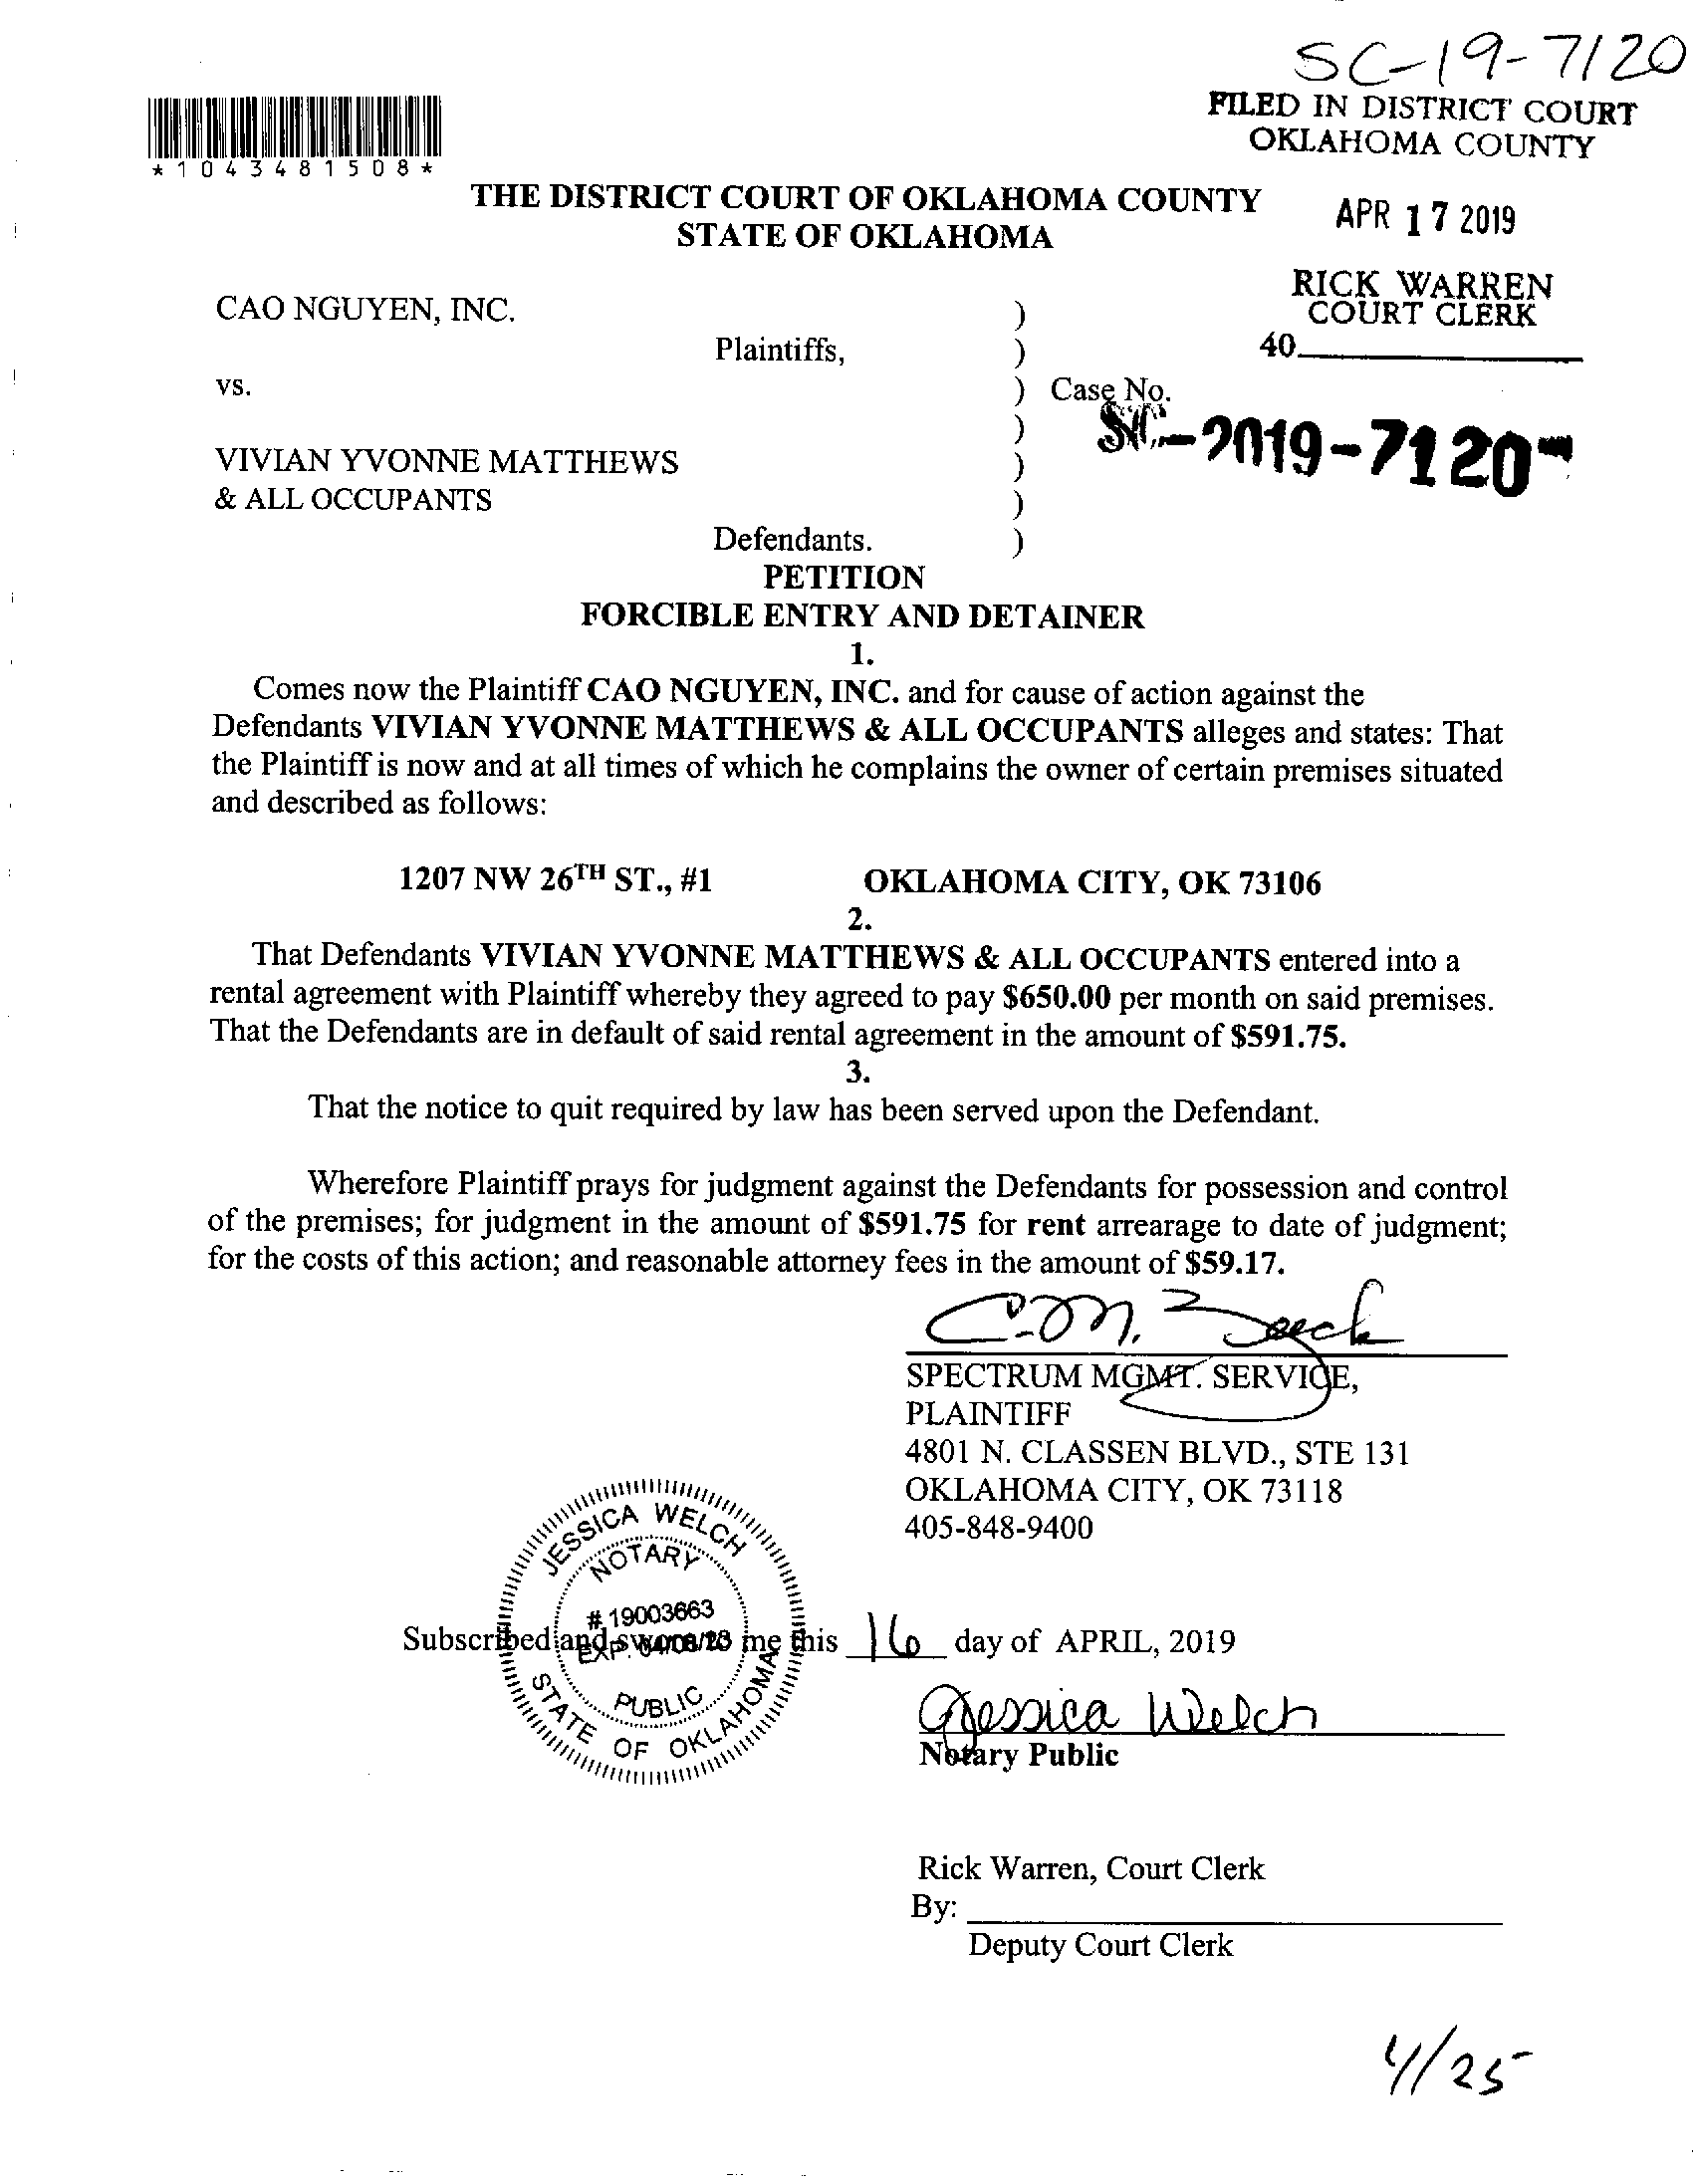 SC-19-7120
FILED IN DISTRICT COURT
OKLAHOMA COUNTY
*1043481508*
THE DISTRICT COURT OF OKLAHOMA COUNTY
STATE OF OKLAHOMA
APR 17 2019
RICK WARREN
COURT CLERK
40
CAO NGUYEN, INC. )
Plaintiffs, )
vs. ) Case No.
) -2019-7120-
VIVIAN YVONNE MATTHEWS )
& ALL OCCUPANTS )
Defendants. )
PETITION
FORCIBLE ENTRY AND DETAINER
1.
Comes now the Plaintiff CAO NGUYEN, INC. and for cause of action against the
Defendants VIVIAN YVONNE MATTHEWS & ALL OCCUPANTS alleges and states: That
the Plaintiff is now and at all times of which he complains the owner of certain premises situated
and described as follows:
1207 NW 26TH ST., #1 OKLAHOMA CITY, OK 73106
2.
That Defendants VIVIAN YVONNE MATTHEWS & ALL OCCUPANTS entered into a
rental agreement with Plaintiff whereby they agreed to pay $650.00 per month on said premises.
That the Defendants are in default of said rental agreement in the amount of $591.75.
3.
That the notice to quit required by law has been served upon the Defendant.
Wherefore Plaintiff prays for judgment against the Defendants for possession and control
of the premises; for judgment in the amount of $591.75 for rent arrearage to date of judgment;
for the costs of this action; and reasonable attorney fees in the amount of $59.17.
C.M.
SPECTRUM MGMT. SERVICE,
PLAINTIFF
4801 N. CLASSEN BLVD., STE 131
OKLAHOMA CITY, OK 73118
405-848-9400
JESSICA WELCH
NOTARY
# 19003663
EXP.
PUBLIC
STATE OF OKLAHOMA
Subscribed and sworn to me this 16 day of APRIL, 2019
Jessica Welch
Notary Public
Rick Warren, Court Clerk
By:
Deputy Court Clerk
4/25